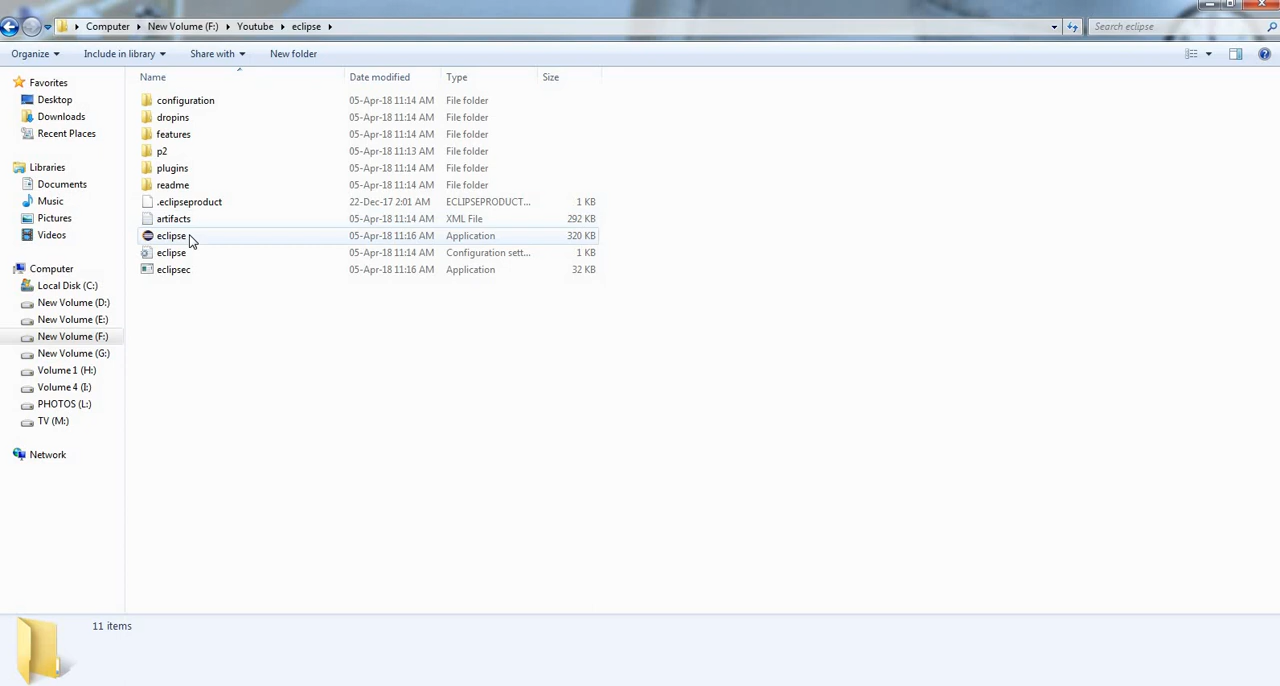 Computer New Volume (F:) Youtube eclipse Search eclipse
Organize Include in library Share with New folder
Name Date modified Type Size
Favorites
Desktop
Downloads
Recent Places
Libraries
Documents
Music
Pictures
Videos
Computer
Local Disk (C:)
New Volume (D:)
New Volume (E:)
New Volume (F:)
New Volume (G:)
Volume 1 (H:)
Volume 4 (I:)
PHOTOS (L:)
TV (M:)
Network
configuration 05-Apr-18 11:14 AM File folder
dropins 05-Apr-18 11:14 AM File folder
features 05-Apr-18 11:14 AM File folder
p2 05-Apr-18 11:13 AM File folder
plugins 05-Apr-18 11:14 AM File folder
readme 05-Apr-18 11:14 AM File folder
.eclipseproduct 22-Dec-17 2:01 AM ECLIPSEPRODUCT... 1 KB
artifacts 05-Apr-18 11:14 AM XML File 292 KB
eclipse 05-Apr-18 11:16 AM Application 320 KB
eclipse 05-Apr-18 11:14 AM Configuration sett... 1 KB
eclipsec 05-Apr-18 11:16 AM Application 32 KB
11 items